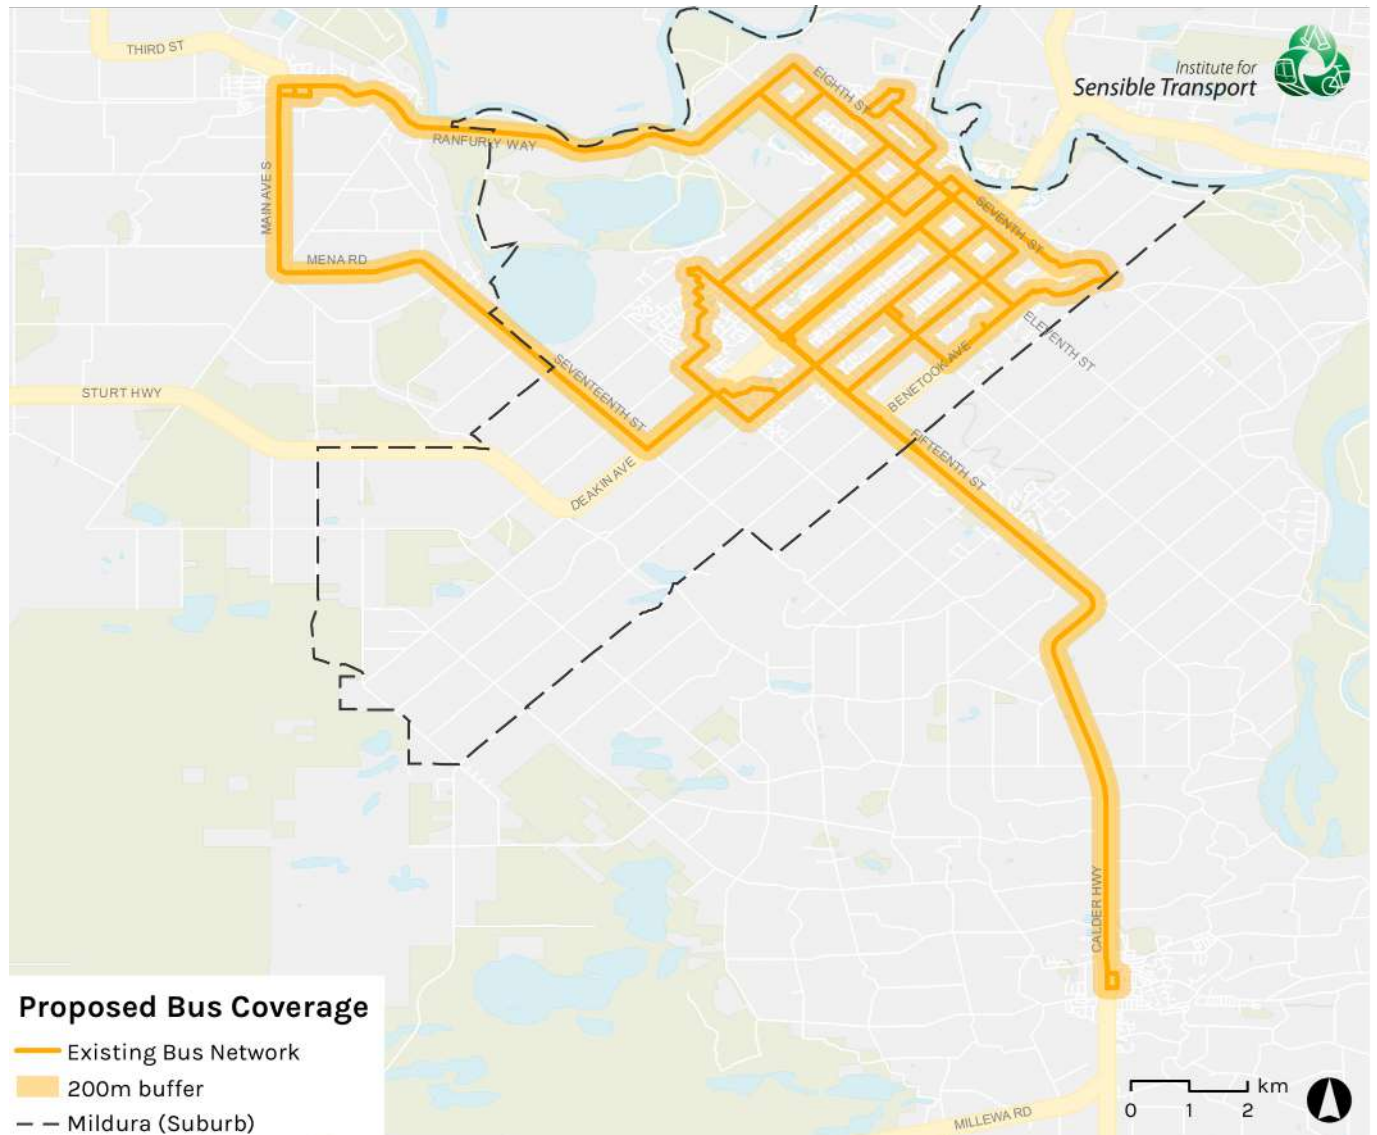 THIRD ST
EIGHTH ST
Institute for
Sensible Transport
RANFURLY WAY
MAIN AVE S
SEVENTH ST
MENA RD
ELEVENTH ST
STURT HWY
SEVENTEENTH ST
BENETOOK AVE
FIFTEENTH ST
DEAKIN AVE
CALDER HWY
Proposed Bus Coverage
Existing Bus Network
200m buffer
Mildura (Suburb)
km
0 1 2
MILLEWA RD